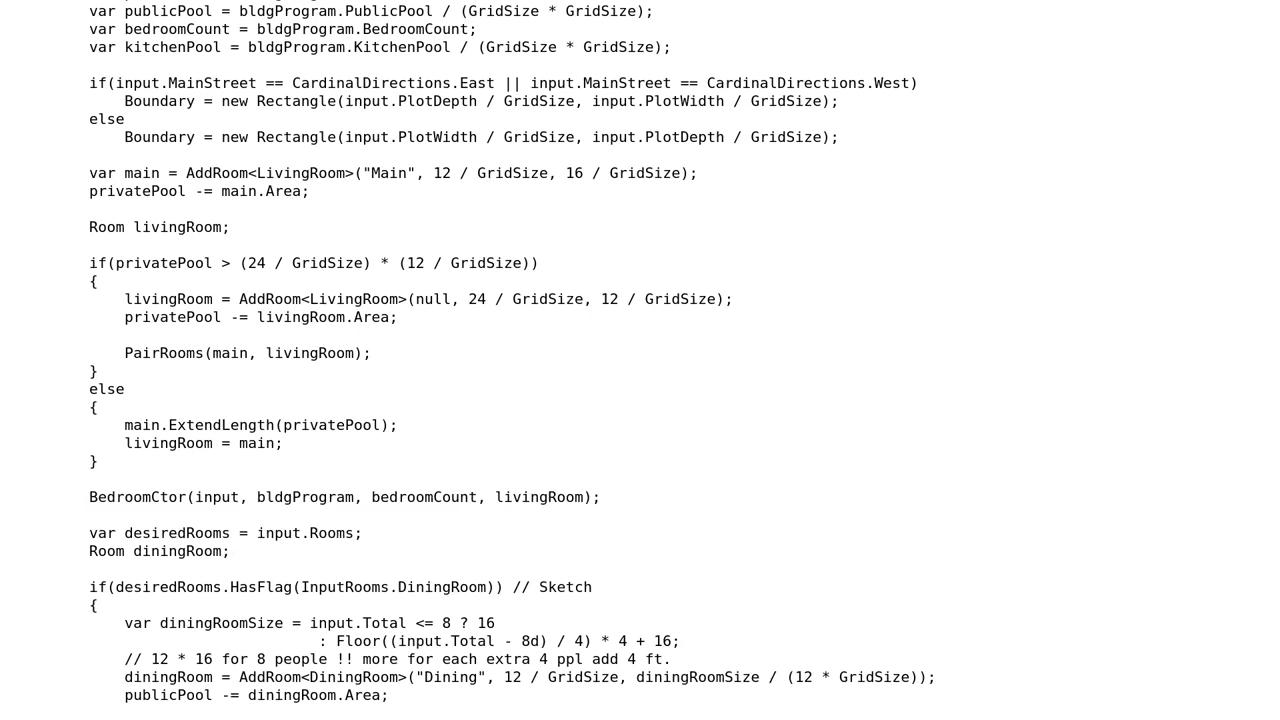 var publicPool = bldgProgram.PublicPool / (GridSize * GridSize);
var bedroomCount = bldgProgram.BedroomCount;
var kitchenPool = bldgProgram.KitchenPool / (GridSize * GridSize);
if(input.MainStreet == CardinalDirections.East || input.MainStreet == CardinalDirections.West)
Boundary = new Rectangle(input.PlotDepth / GridSize, input.PlotWidth / GridSize);
else
Boundary = new Rectangle(input.PlotWidth / GridSize, input.PlotDepth / GridSize);
var main = AddRoom<LivingRoom>("Main", 12 / GridSize, 16 / GridSize);
privatePool -= main.Area;
Room livingRoom;
if(privatePool > (24 / GridSize) * (12 / GridSize))
{
livingRoom = AddRoom<LivingRoom>(null, 24 / GridSize, 12 / GridSize);
privatePool -= livingRoom.Area;
PairRooms(main, livingRoom);
}
else
{
main.ExtendLength(privatePool);
livingRoom = main;
}
BedroomCtor(input, bldgProgram, bedroomCount, livingRoom);
var desiredRooms = input.Rooms;
Room diningRoom;
if(desiredRooms.HasFlag(InputRooms.DiningRoom)) // Sketch
{
var diningRoomSize = input.Total <= 8 ? 16
: Floor((input.Total - 8d) / 4) * 4 + 16;
// 12 * 16 for 8 people !! more for each extra 4 ppl add 4 ft.
diningRoom = AddRoom<DiningRoom>("Dining", 12 / GridSize, diningRoomSize / (12 * GridSize));
publicPool -= diningRoom.Area;